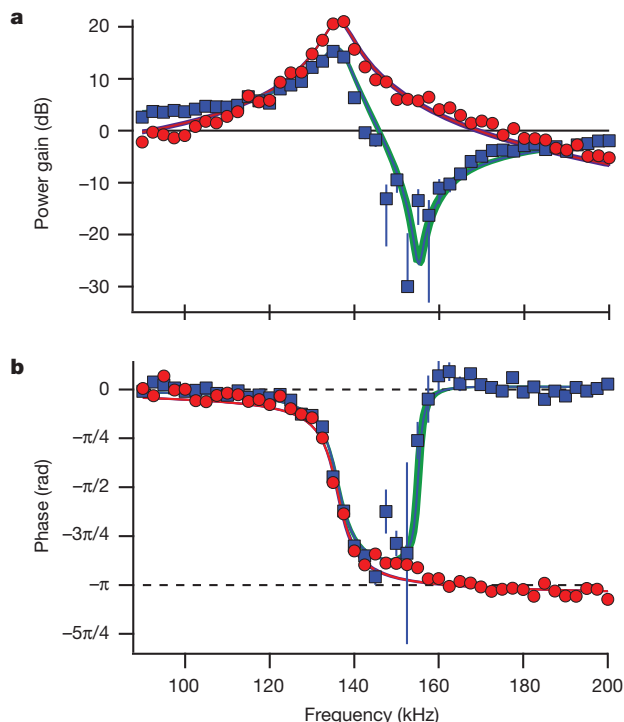 a
20
10
0
−10
−20
−30
Power gain (dB)
b
0
−π/4
−π/2
−3π/4
−π
−5π/4
Phase (rad)
100 120 140 160 180 200
Frequency (kHz)